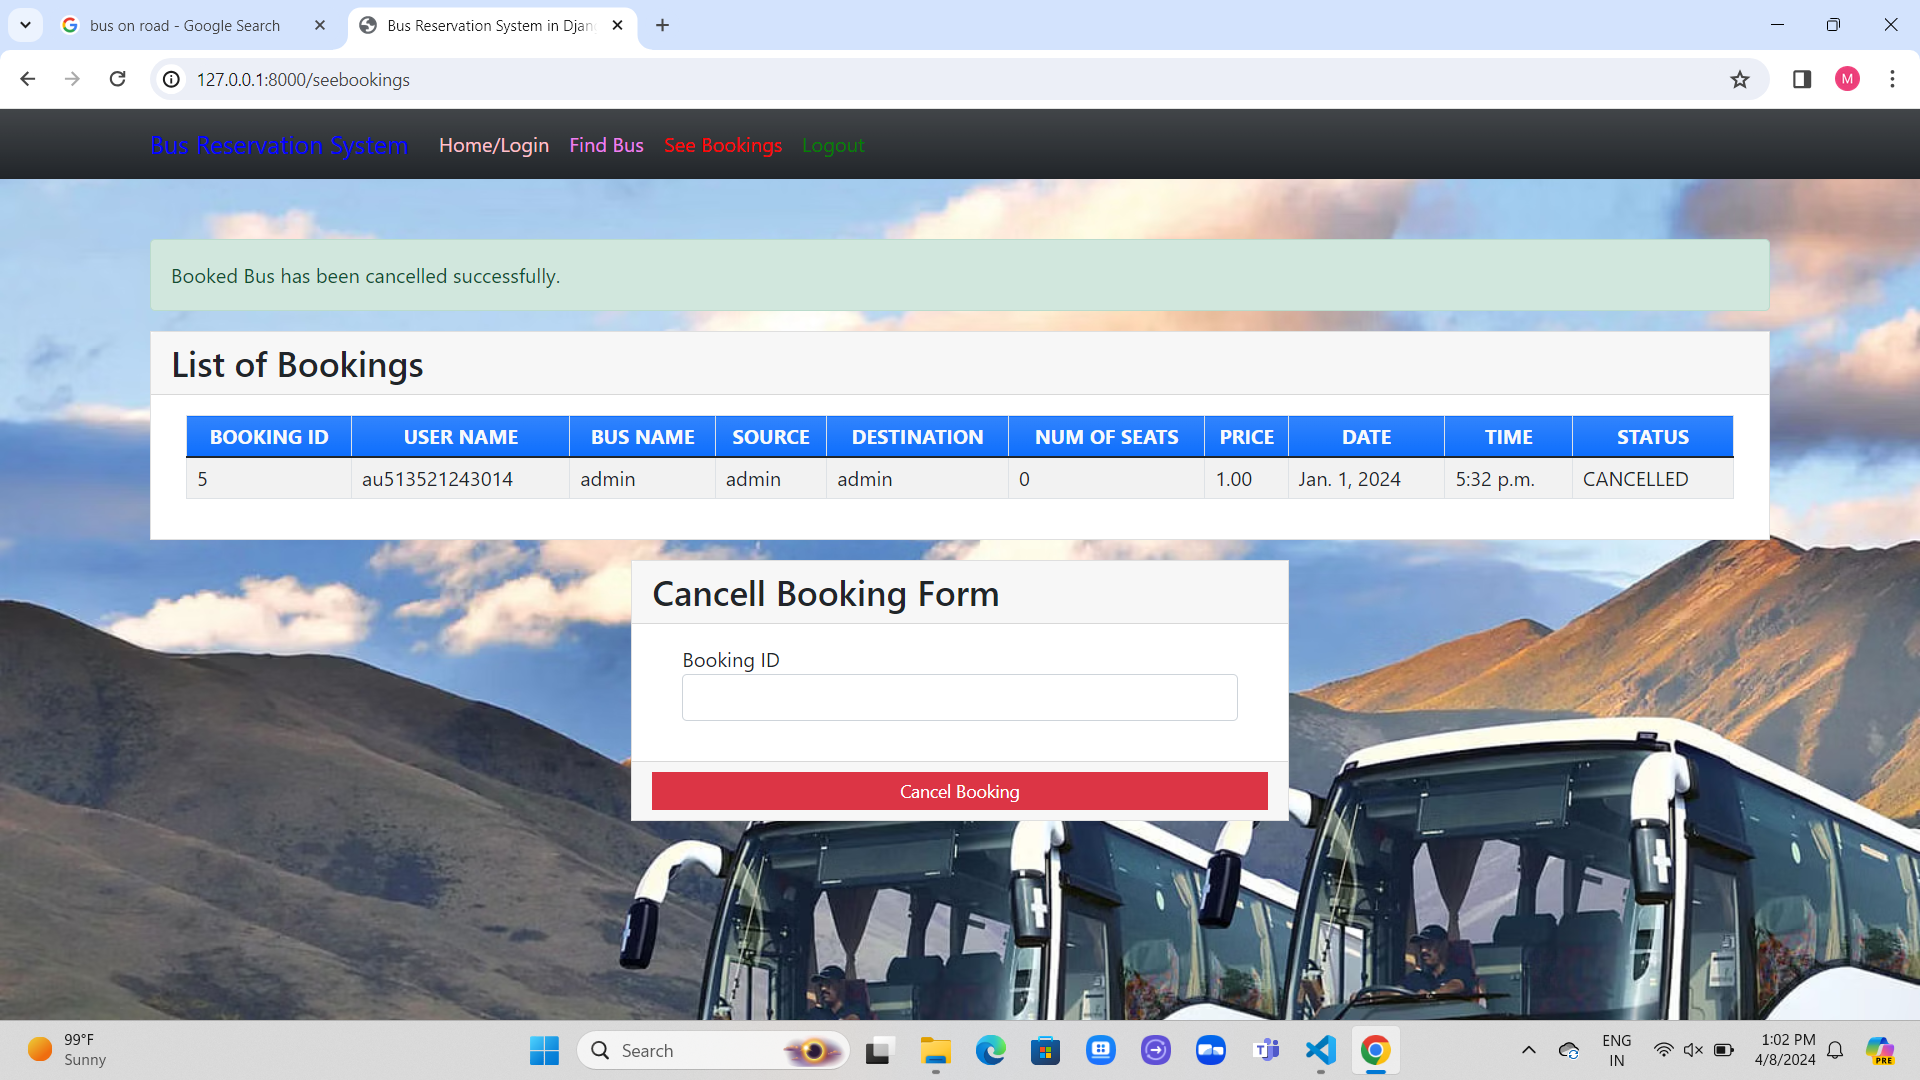 bus on road - Google Search
Bus Reservation System in Djan
127.0.0.1:8000/seebookings
M
Bus Reservation System Home/Login Find Bus See Bookings Logout
Booked Bus has been cancelled successfully.
List of Bookings
BOOKING ID USER NAME BUS NAME SOURCE DESTINATION NUM OF SEATS PRICE DATE TIME STATUS
5 au513521243014 admin admin admin 0 1.00 Jan. 1, 2024 5:32 p.m. CANCELLED
Cancell Booking Form
Booking ID
Cancel Booking
99°F
Sunny
Search
ENG
IN
1:02 PM
4/8/2024
PRE